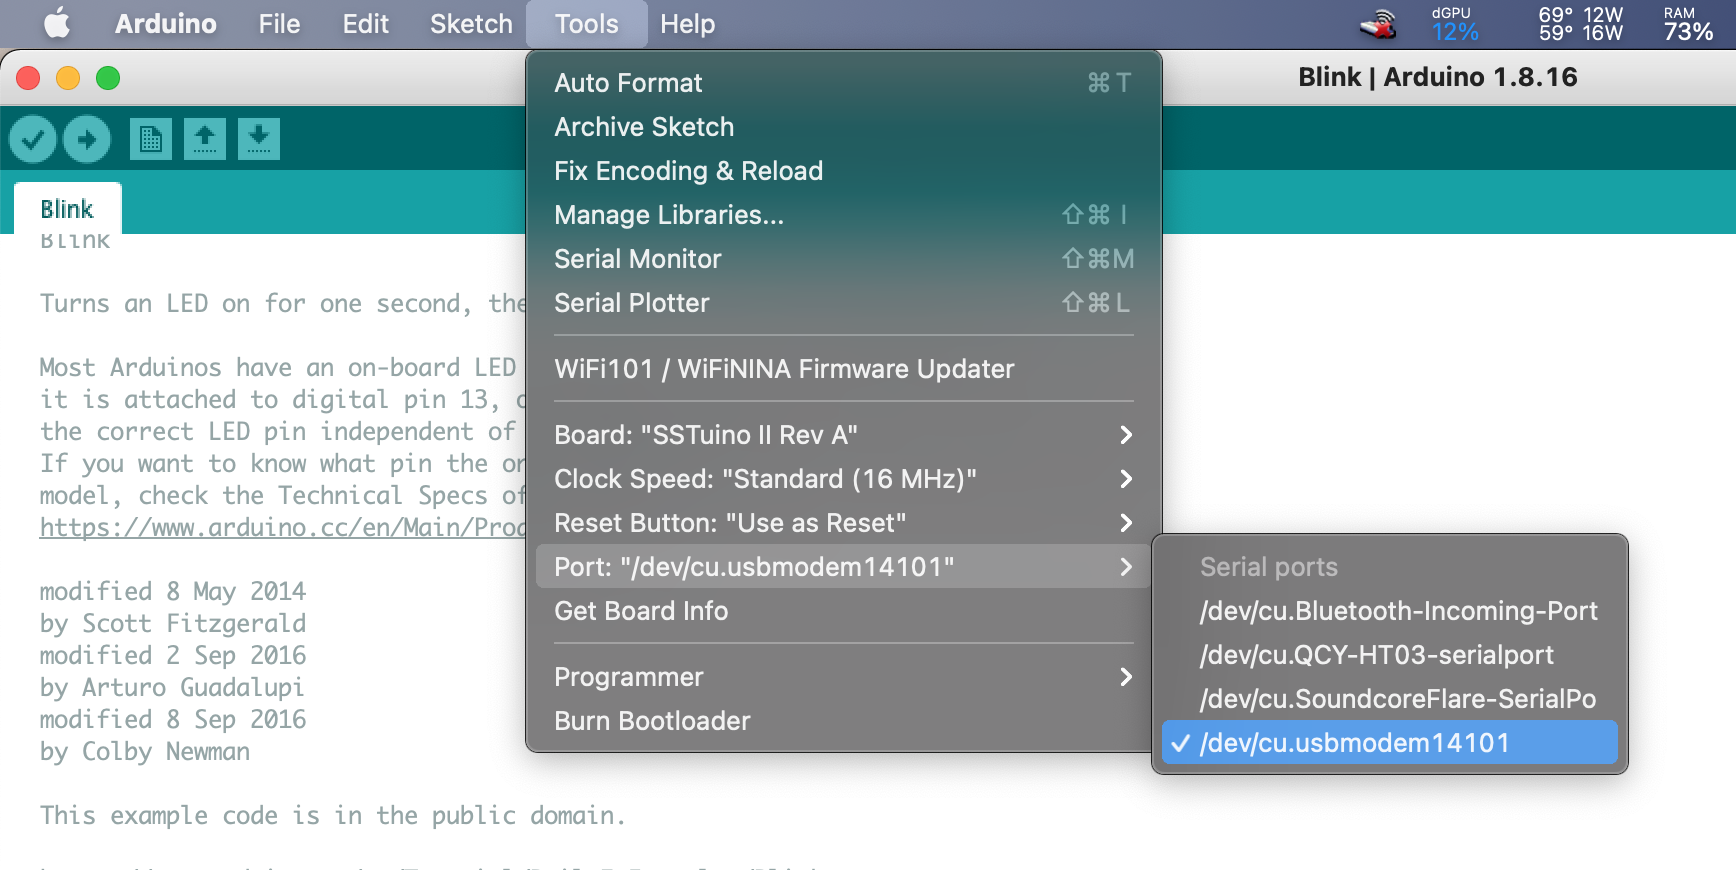 Arduino File Edit Sketch Tools Help
dGPU
12%
69° 12W
59° 16W
RAM
73%
Blink | Arduino 1.8.16
Blink
Blink
Turns an LED on for one second, the
Most Arduinos have an on-board LED
it is attached to digital pin 13,
the correct LED pin independent of
If you want to know what pin the
model, check the Technical Specs of
https://www.arduino.cc/en/Main/Prod
modified 8 May 2014
by Scott Fitzgerald
modified 2 Sep 2016
by Arturo Guadalupi
modified 8 Sep 2016
by Colby Newman
This example code is in the public domain.
Auto Format ⌘T
Archive Sketch
Fix Encoding & Reload
Manage Libraries... ⇧⌘I
Serial Monitor ⇧⌘M
Serial Plotter ⇧⌘L
WiFi101 / WiFiNINA Firmware Updater
Board: "SSTuino II Rev A"
Clock Speed: "Standard (16 MHz)"
Reset Button: "Use as Reset"
Port: "/dev/cu.usbmodem14101"
Get Board Info
Programmer
Burn Bootloader
Serial ports
/dev/cu.Bluetooth-Incoming-Port
/dev/cu.QCY-HT03-serialport
/dev/cu.SoundcoreFlare-SerialPo
✓ /dev/cu.usbmodem14101